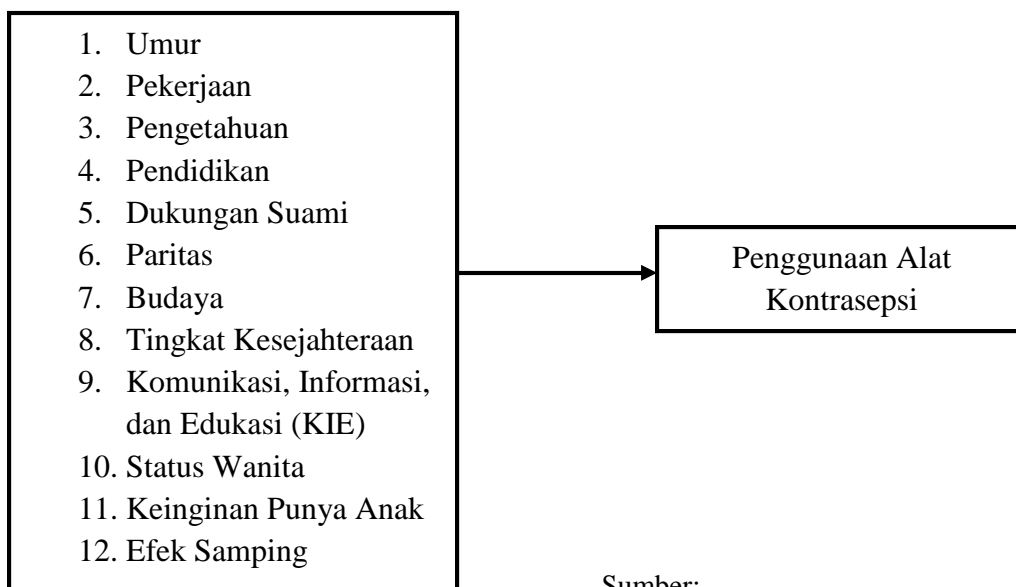 1. Umur
2. Pekerjaan
3. Pengetahuan
4. Pendidikan
5. Dukungan Suami
6. Paritas
7. Budaya
8. Tingkat Kesejahteraan
9. Komunikasi, Informasi,
dan Edukasi (KIE)
10. Status Wanita
11. Keinginan Punya Anak
12. Efek Samping
Penggunaan Alat
Kontrasepsi
Sumber: